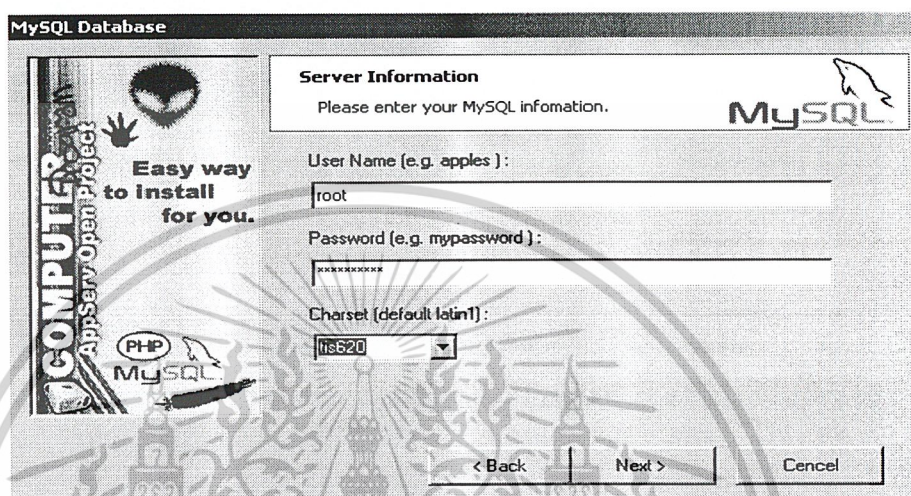 MySQL Database
Server Information
Please enter your MySQL infomation.
MySQL
COMPUTER
AppServ Open Project
Easy way
to install
for you.
PHP
MySQL
User Name (e.g. apples ) :
root
Password (e.g. mypassword ) :
××××××××××
Charset (default latin1) :
tis620
< Back
Next >
Cencel